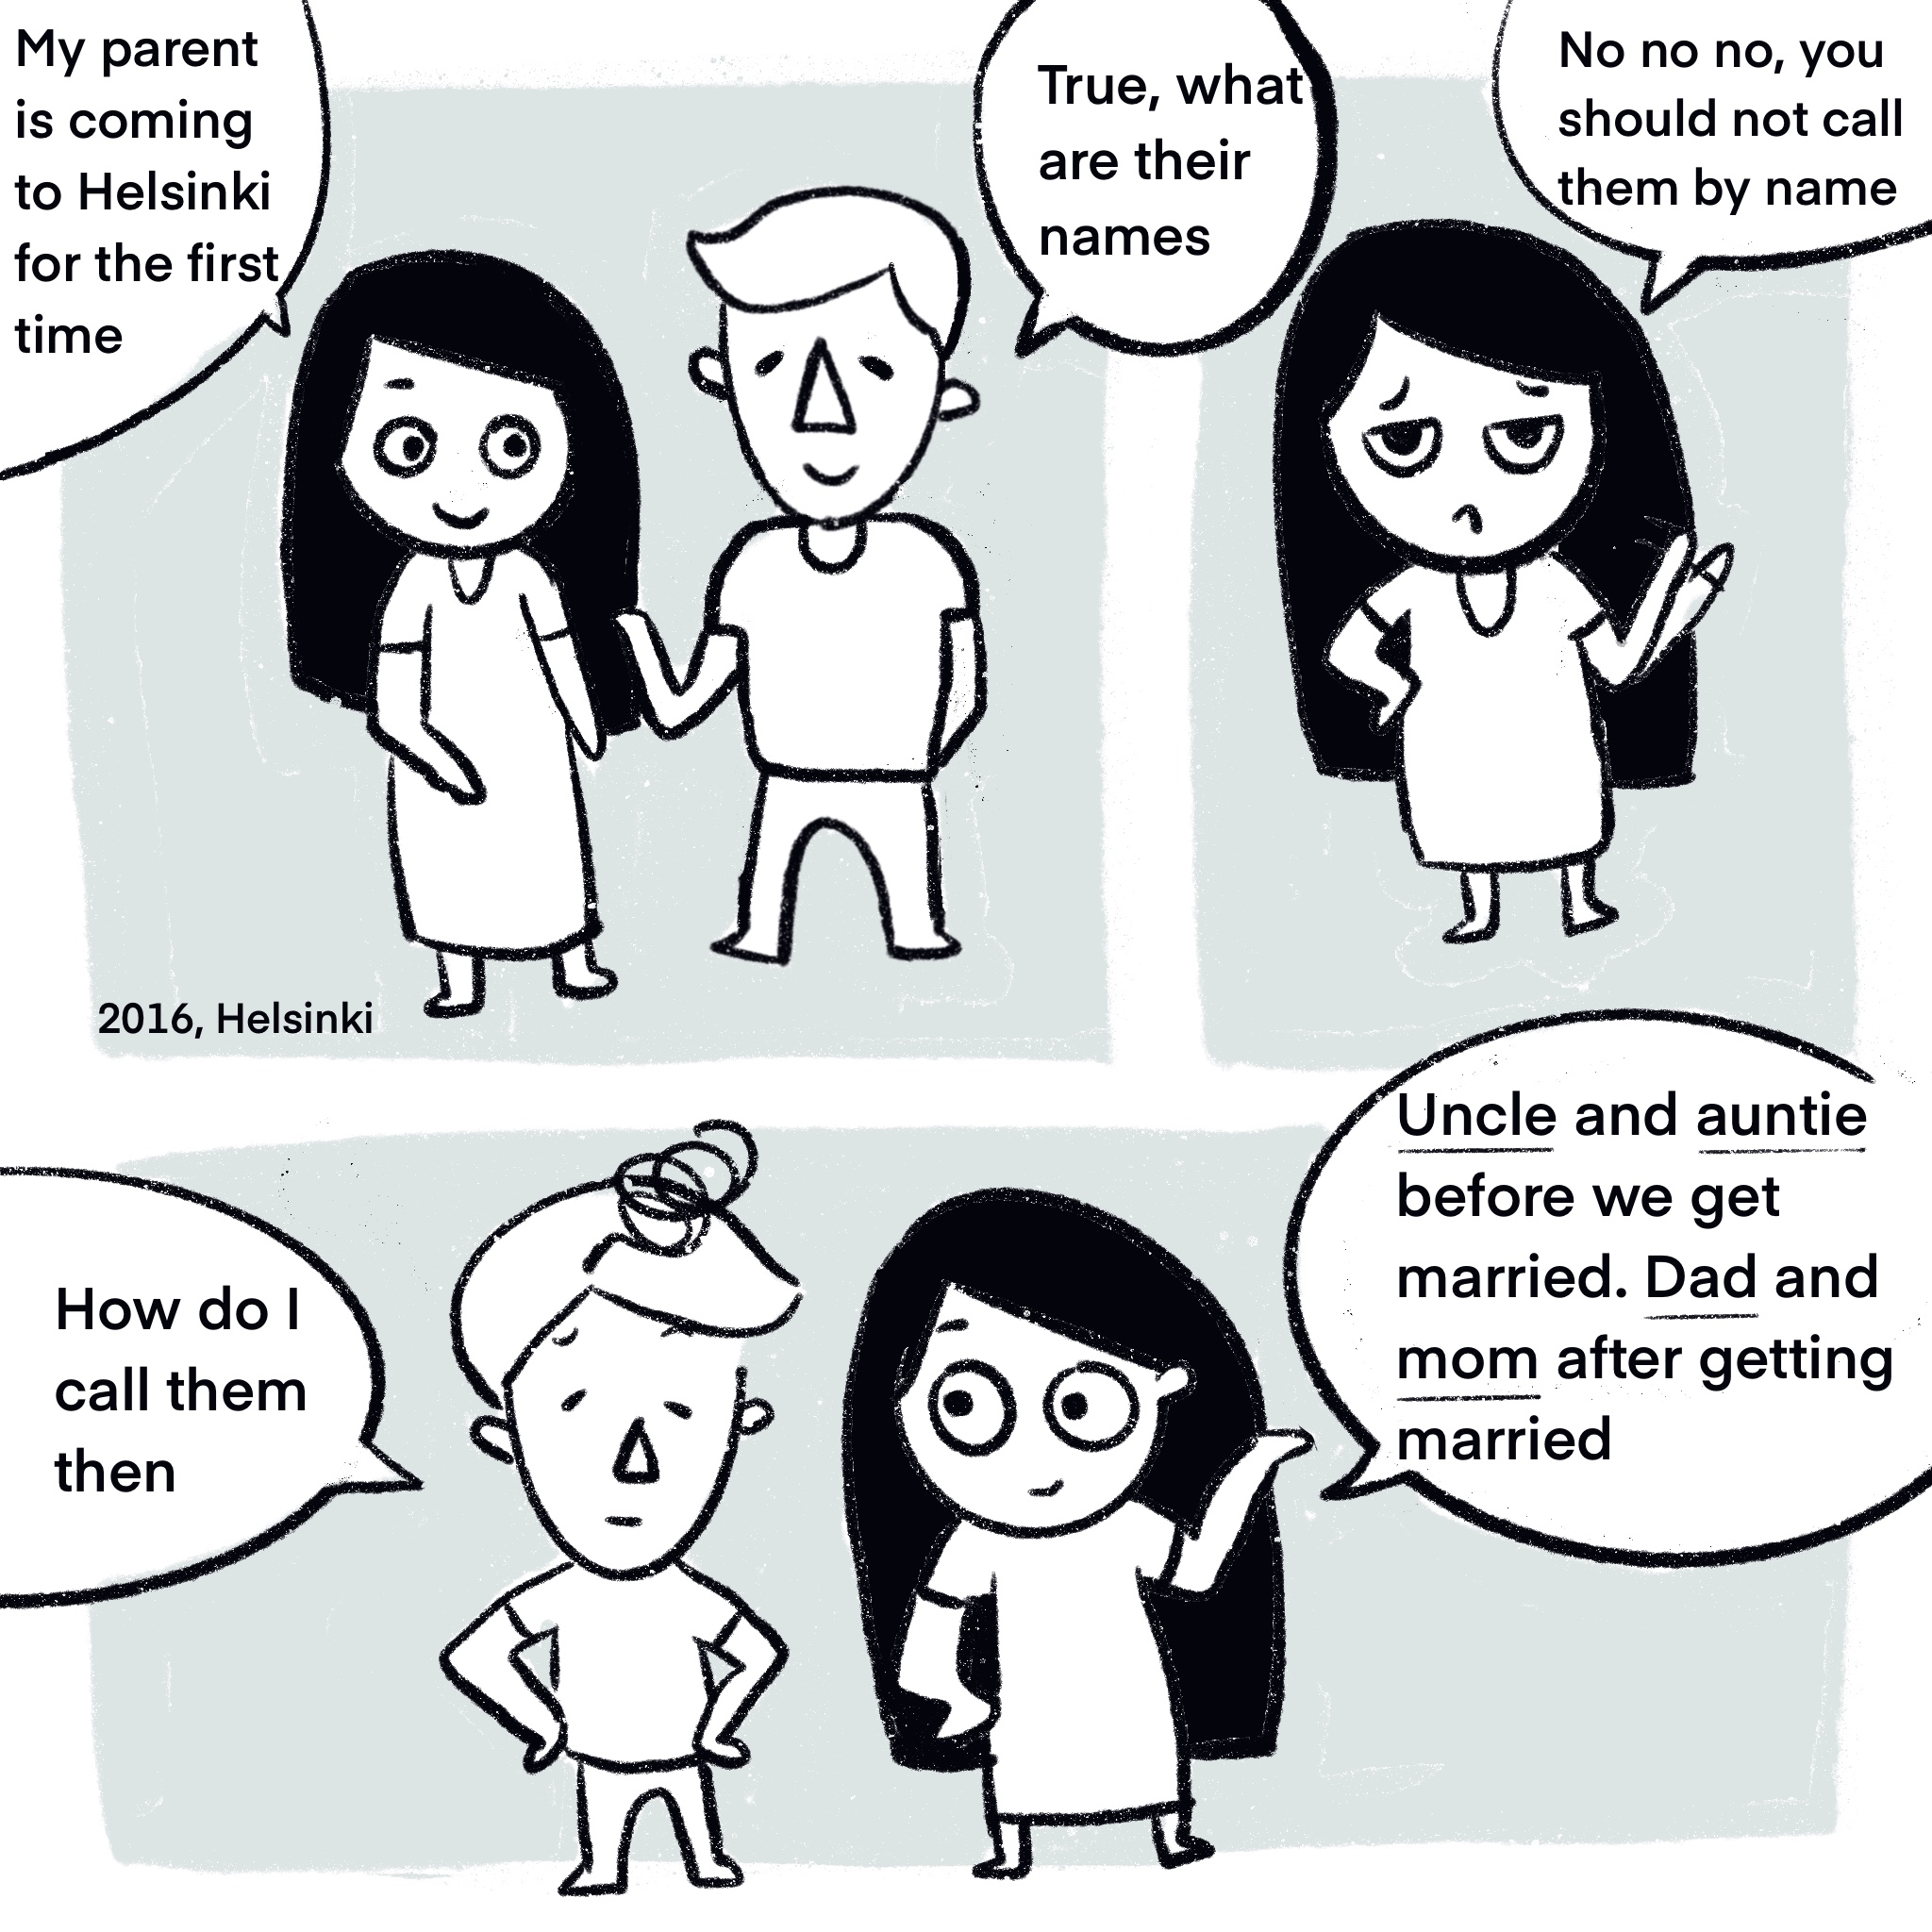 My parent
is coming
to Helsinki
for the first
time
True, what
are their
names
No no no, you
should not call
them by name
2016, Helsinki
How do I
call them
then
Uncle and auntie
before we get
married. Dad and
mom after getting
married